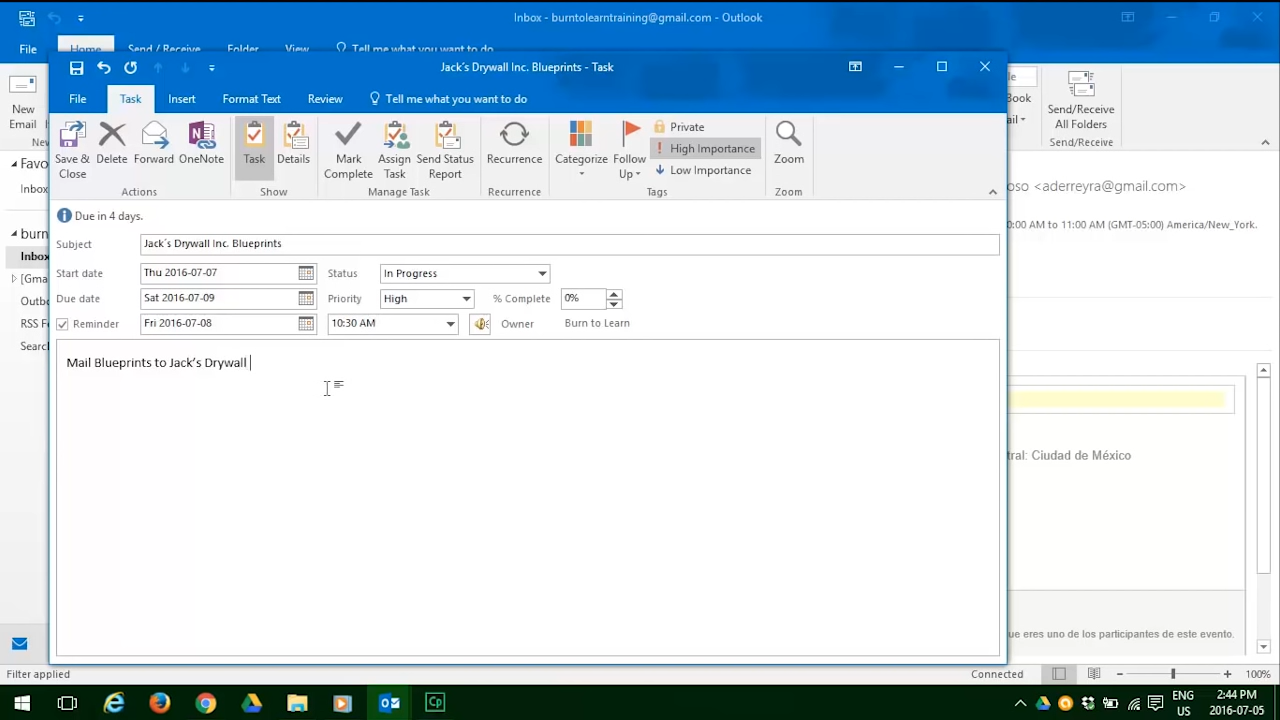 Inbox - burntolearntraining@gmail.com - Outlook
File Home Send / Receive Folder View Tell me what you want to do
Jack´s Drywall Inc. Blueprints - Task
File Task Insert Format Text Review Tell me what you want to do
New Email
Save & Close
Delete
Forward
OneNote
Actions
Task
Details
Show
Mark Complete
Assign Task
Send Status Report
Manage Task
Recurrence
Recurrence
Categorize
Follow Up
Private
High Importance
Low Importance
Tags
Zoom
Zoom
Send/Receive All Folders
Send/Receive
Due in 4 days.
Subject Jack´s Drywall Inc. Blueprints
Start date Thu 2016-07-07 Status In Progress
Due date Sat 2016-07-09 Priority High % Complete 0%
Reminder Fri 2016-07-08 10:30 AM Owner Burn to Learn
Mail Blueprints to Jack's Drywall
Favo
Inbo
burn
Inbox
[Gma
Outbo
RSS F
Searc
oso <aderreyra@gmail.com>
0:00 AM to 11:00 AM (GMT-05:00) America/New_York.
tral: Ciudad de México
ue eres uno de los participantes de este evento.
Filter applied
Connected
100%
ENG 2:44 PM
US 2016-07-05